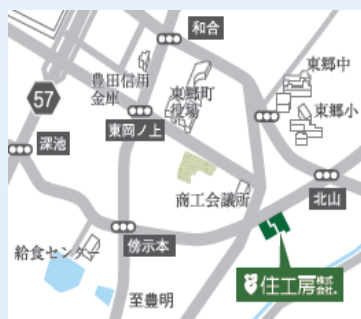 和合
豊田信用
金庫
東郷町
役場
東郷中
57
東岡ノ上
東郷小
深池
商工会議所
北山
傍示本
給食センター
住工房株式
会社。
至豊明